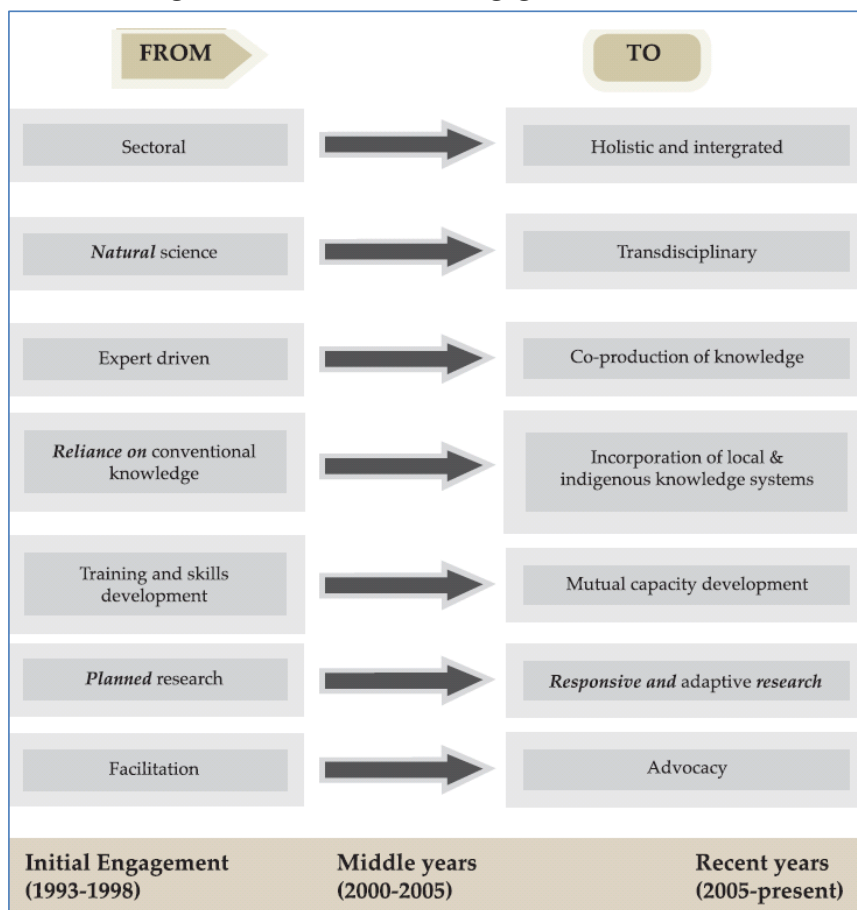 FROM
TO
Sectoral
Holistic and intergrated
Natural science
Transdisciplinary
Expert driven
Co-production of knowledge
Reliance on conventional
knowledge
Incorporation of local &
indigenous knowledge systems
Training and skills
development
Mutual capacity development
Planned research
Responsive and adaptive research
Facilitation
Advocacy
Initial Engagement
(1993-1998)
Middle years
(2000-2005)
Recent years
(2005-present)